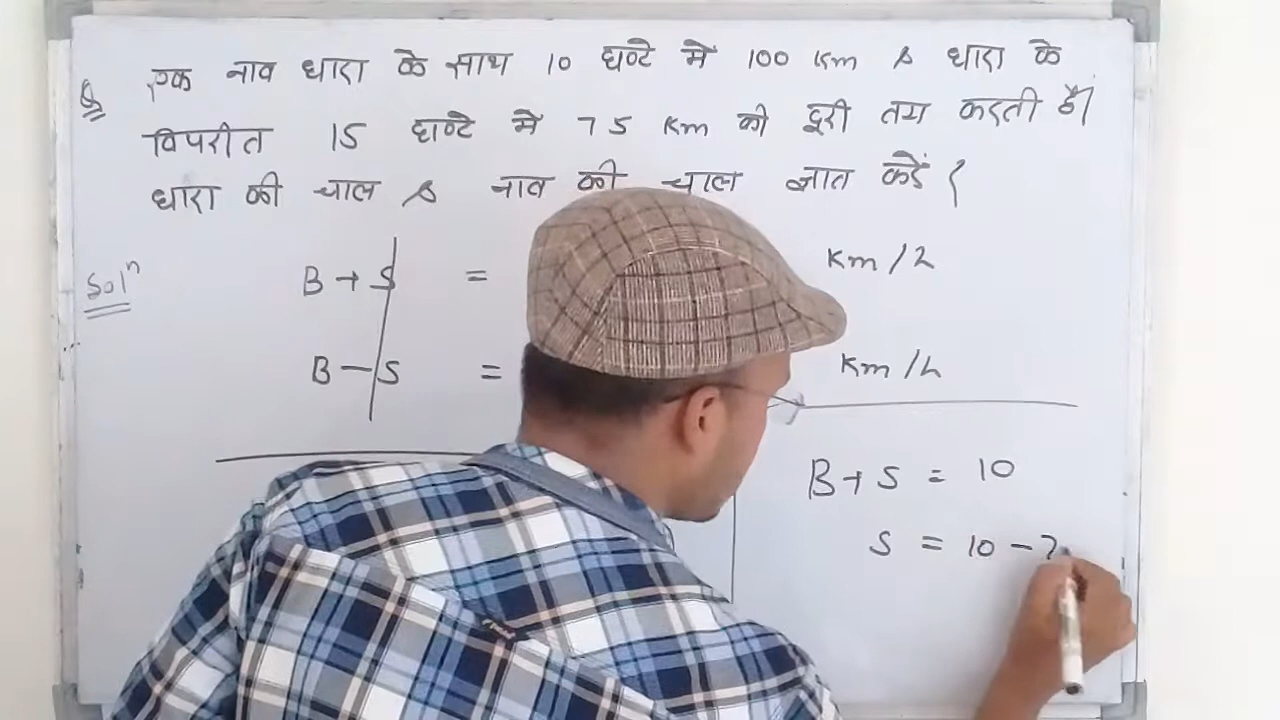 Q एक नाव धारा के साथ 10 घण्टे में 100 Km & धारा के
विपरीत 15 घण्टे में 75 Km की दूरी तय करती है।
धारा की चाल & नाव की चाल ज्ञात करें {
Solⁿ
B + S = Km/h
B - S = Km/h
B + S = 10
S = 10 -